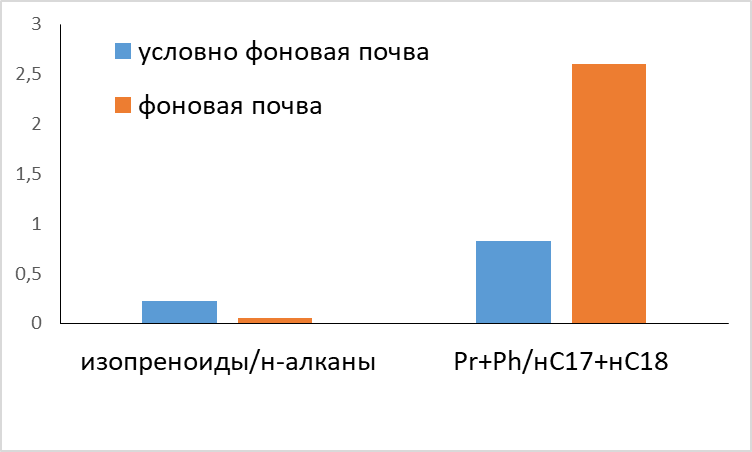 3
2,5
2
1,5
1
0,5
0
условно фоновая почва
фоновая почва
изопреноиды/н-алканы
Pr+Ph/нС17+нС18